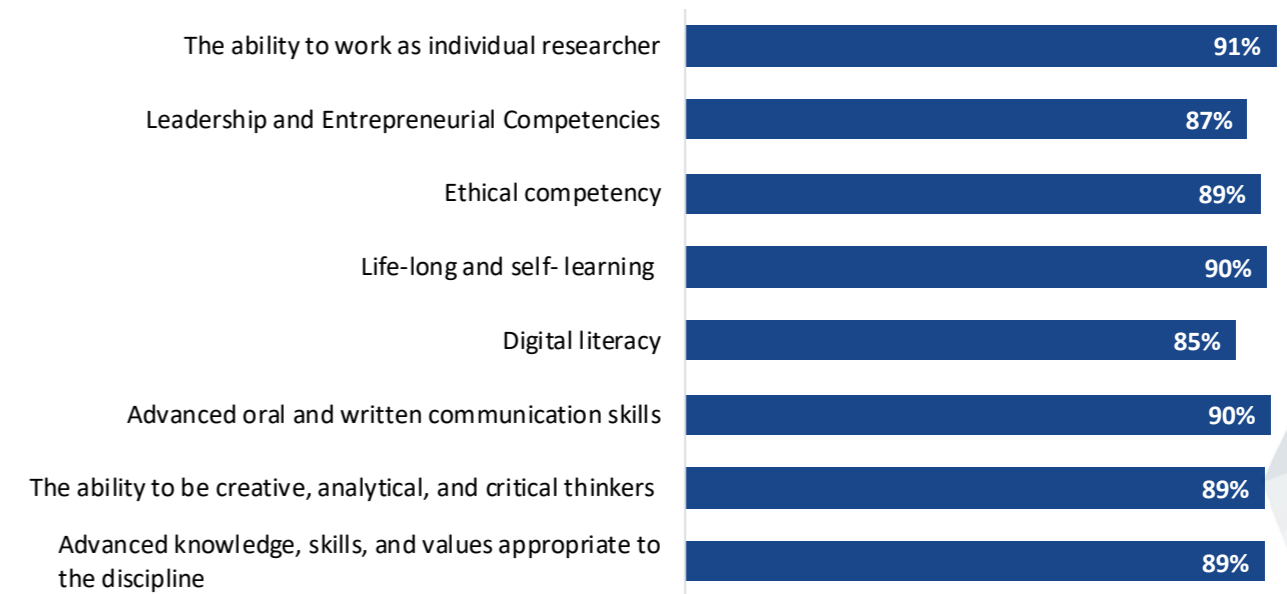 The ability to work as individual researcher
91%
Leadership and Entrepreneurial Competencies
87%
Ethical competency
89%
Life-long and self- learning
90%
Digital literacy
85%
Advanced oral and written communication skills
90%
The ability to be creative, analytical, and critical thinkers
89%
Advanced knowledge, skills, and values appropriate to
the discipline
89%